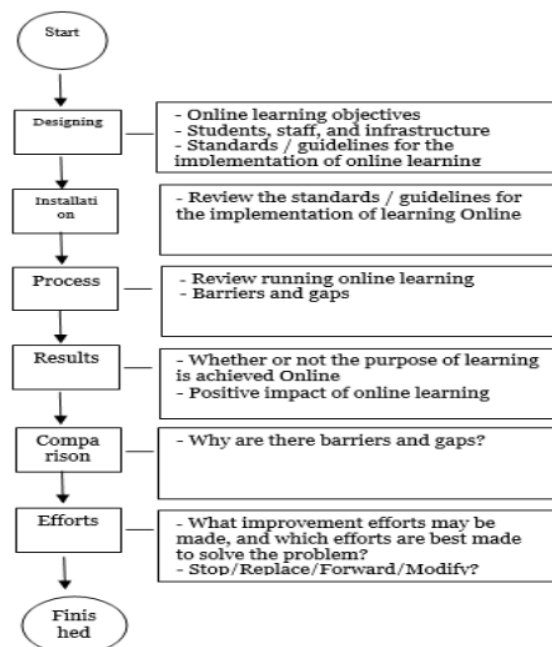 Start
Designing
- Online learning objectives
- Students, staff, and infrastructure
- Standards / guidelines for the
implementation of online learning
Installati
on
- Review the standards / guidelines for
the implementation of learning Online
Process
- Review running online learning
- Barriers and gaps
Results
- Whether or not the purpose of learning
is achieved Online
- Positive impact of online learning
Compa
rison
- Why are there barriers and gaps?
Efforts
- What improvement efforts may be
made, and which efforts are best made
to solve the problem?
- Stop/Replace/Forward/Modify?
Finis
hed